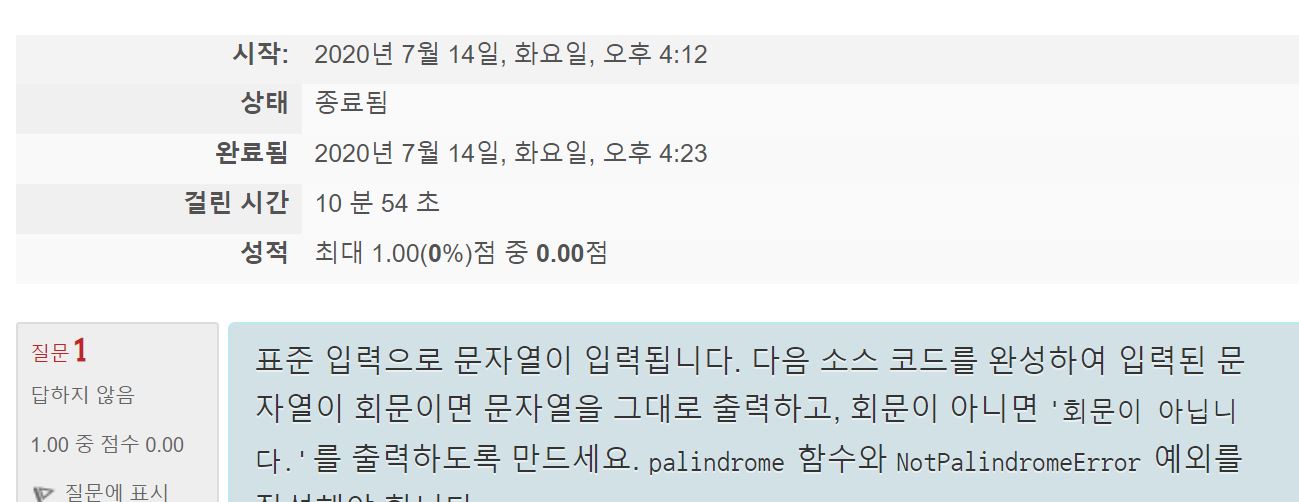 시작: 2020년 7월 14일, 화요일, 오후 4:12
상태 종료됨
완료됨 2020년 7월 14일, 화요일, 오후 4:23
걸린 시간 10 분 54 초
성적 최대 1.00(0%)점 중 0.00점
질문 1
답하지 않음
1.00 중 점수 0.00
질문에 표시
표준 입력으로 문자열이 입력됩니다. 다음 소스 코드를 완성하여 입력된 문
자열이 회문이면 문자열을 그대로 출력하고, 회문이 아니면 '회문이 아닙니
다.'를 출력하도록 만드세요. palindrome 함수와 NotPalindromeError 예외를